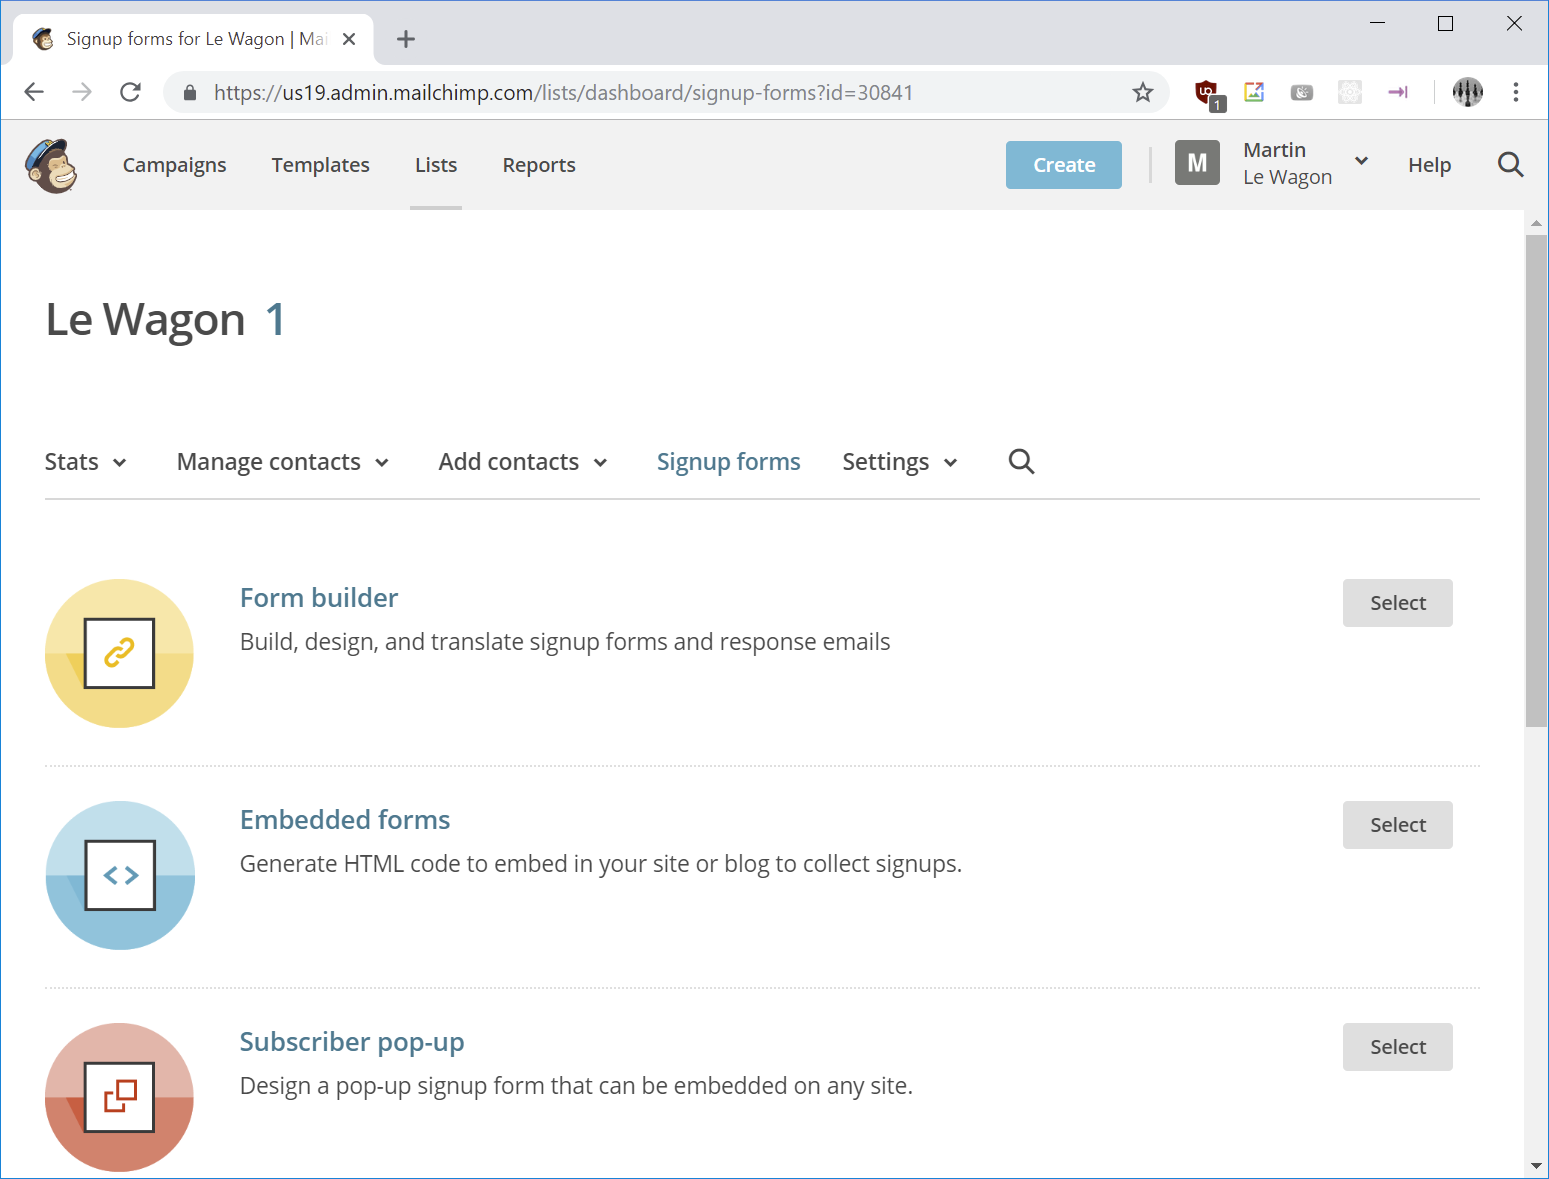 Signup forms for Le Wagon | Mai
https://us19.admin.mailchimp.com/lists/dashboard/signup-forms?id=30841
1
Campaigns
Templates
Lists
Reports
Create
M
Martin
Le Wagon
Help
Le Wagon 1
Stats
Manage contacts
Add contacts
Signup forms
Settings
Form builder
Select
Build, design, and translate signup forms and response emails
Embedded forms
Select
Generate HTML code to embed in your site or blog to collect signups.
Subscriber pop-up
Select
Design a pop-up signup form that can be embedded on any site.